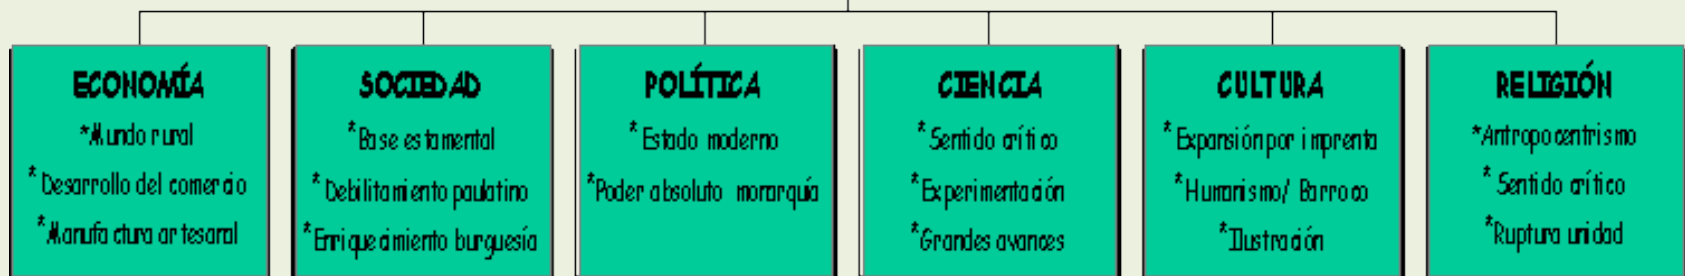 ECONOMÍA
*Mundo rural
* Desarrollo del comercio
*Manufactura artesanal
SOCIEDAD
*Base estamental
*Debilitamiento paulatino
*Enriquecimiento burguesía
POLÍTICA
*Estado moderno
*Poder absoluto monarquía
CIENCIA
*Sentido crítico
*Experimentación
*Grandes avances
CULTURA
*Expansión por imprenta
*Humanismo/ Barroco
*Ilustración
RELIGIÓN
*Antropocentrismo
* Sentido crítico
*Ruptura unidad